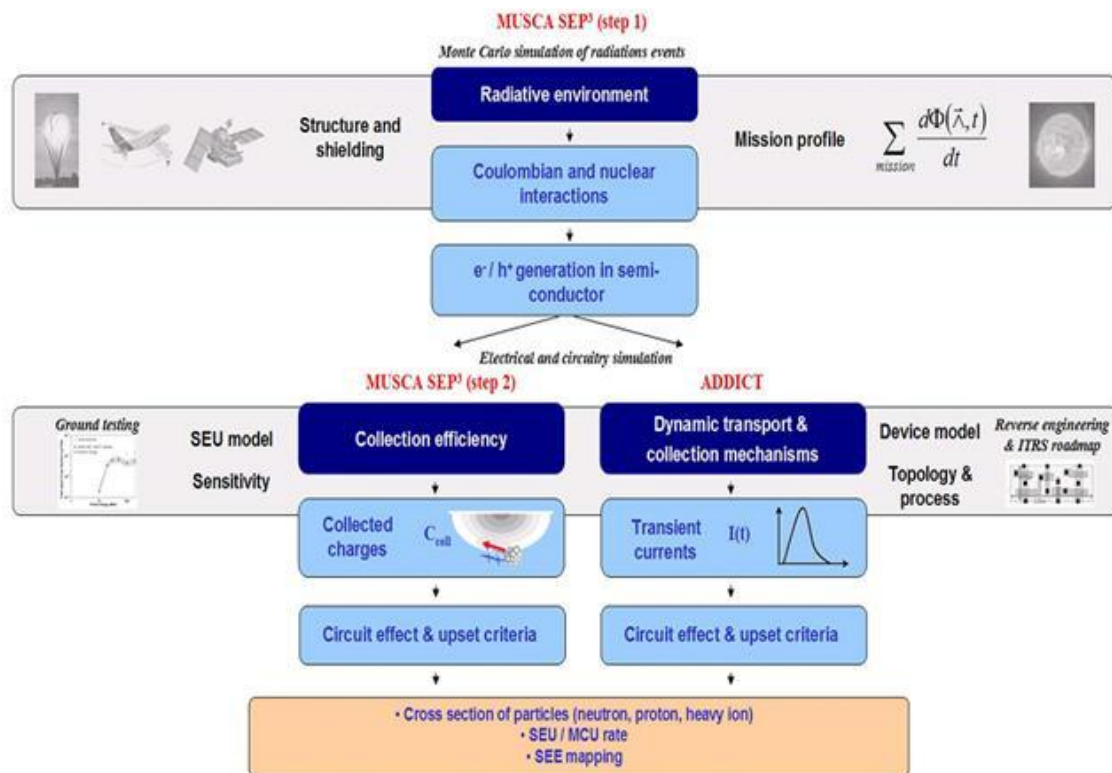 MUSCA SEP³ (step 1)
Monte Carlo simulation of radiations events
Radiative environment
Structure and
shielding
Mission profile
∑ dΦ(Λ⃗,t)
mission dt
Coulombian and nuclear
interactions
e⁻ / h⁺ generation in semi-
conductor
Electrical and circuitry simulation
MUSCA SEP³ (step 2)
ADDICT
Ground testing
SEU model
Sensitivity
Collection efficiency
Dynamic transport &
collection mechanisms
Device model
Topology &
process
Reverse engineering
& ITRS roadmap
Collected
charges
C coll
Transient
currents
I(t)
Circuit effect & upset criteria
Circuit effect & upset criteria
• Cross section of particles (neutron, proton, heavy ion)
• SEU / MCU rate
• SEE mapping